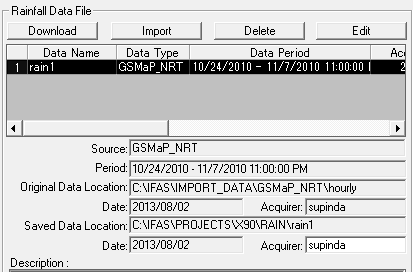 Rainfall Data File
Download Import Delete Edit
Data Name Data Type Data Period Ac
1 rain1 GSMaP_NRT 10/24/2010 - 11/7/2010 11:00:00 2
Source: GSMaP_NRT
Period: 10/24/2010 - 11/7/2010 11:00:00 PM
Original Data Location: C:\IFAS\IMPORT_DATA\GSMaP_NRT\hourly
Date: 2013/08/02 Acquirer: supinda
Saved Data Location: C:\IFAS\PROJECTS\X90\RAIN\rain1
Date: 2013/08/02 Acquirer: supinda
Description :